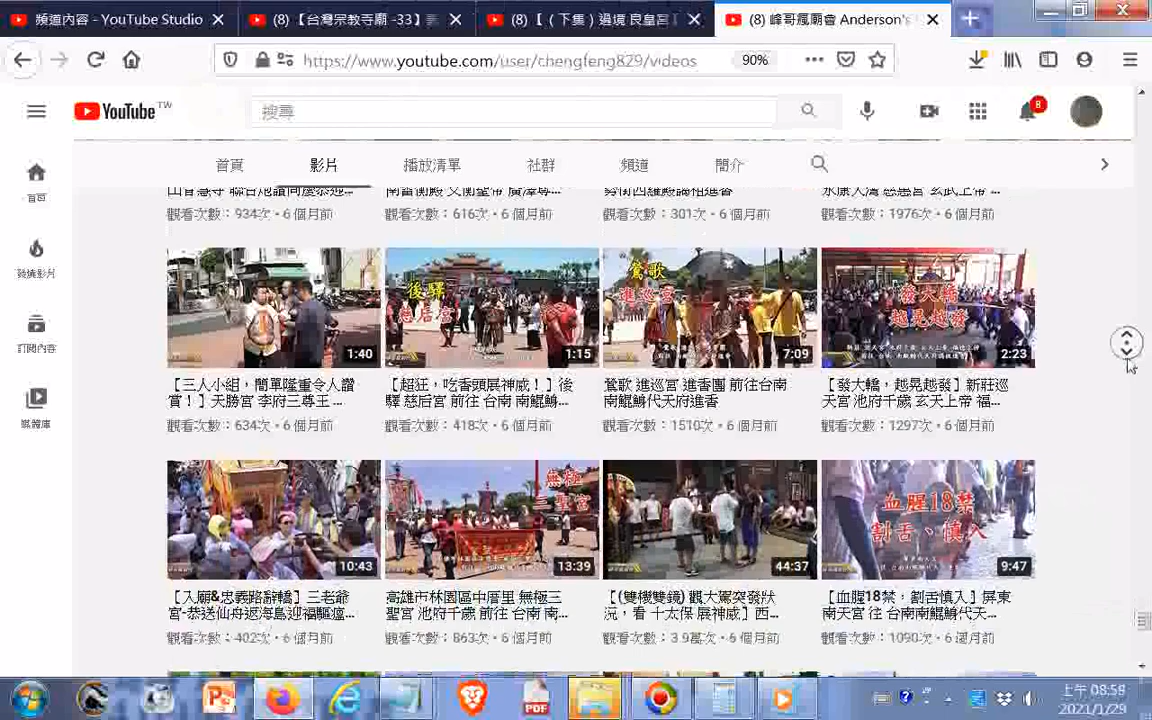 頻道內容 - YouTube Studio
(8)【台灣宗教寺廟 -33】
(8) 【（下集）遶境 良皇宮
(8) 峰哥瘋廟會 Anderson's
https://www.youtube.com/user/chengfeng829/videos
90%
YouTube TW
搜尋
8
首頁
影片
播放清單
社群
頻道
簡介
首頁
發燒影片
訂閱內容
媒體庫
觀看次數：934次・6 個月前
觀看次數：616次・6 個月前
觀看次數：301次・6 個月前
觀看次數：1976次・6 個月前
1:40
後驛
慈后宮
1:15
鶯歌
進巡宮
7:09
發大轎
越晃越發
2:23
【三人小組，簡單隆重令人讚
賞！】天勝宮 李府三尊王 ...
觀看次數：634次・6 個月前
【超狂，吃香頭展神威！】後
驛 慈后宮 前往 台南 南鯤鯓...
觀看次數：418次・6 個月前
鶯歌 進巡宮 進香團 前往台南
南鯤鯓代天府進香
觀看次數：1510次・6 個月前
【發大轎，越晃越發】新莊巡
天宮 池府千歲 玄天上帝 福...
觀看次數：1297次・6 個月前
10:43
無極
三聖宮
13:39
44:37
血腥18禁
割舌、慎入
9:47
【入廟&忠義路辭轎】三老爺
宮-恭送仙舟返海島迎福驅瘟...
觀看次數：402次・6 個月前
高雄市林園區中厝里 無極三
聖宮 池府千歲 前往 台南 南...
觀看次數：863次・6 個月前
【(雙機雙鏡) 觀大駕突發狀
況，看 十太保 展神威】西...
觀看次數：3.9萬次・6 個月前
【血腥18禁，割舌慎入】屏東
南天宮 往 台南南鯤鯓代天...
觀看次數：1090次・6 個月前
PDF
上午 08:58
2021/1/29